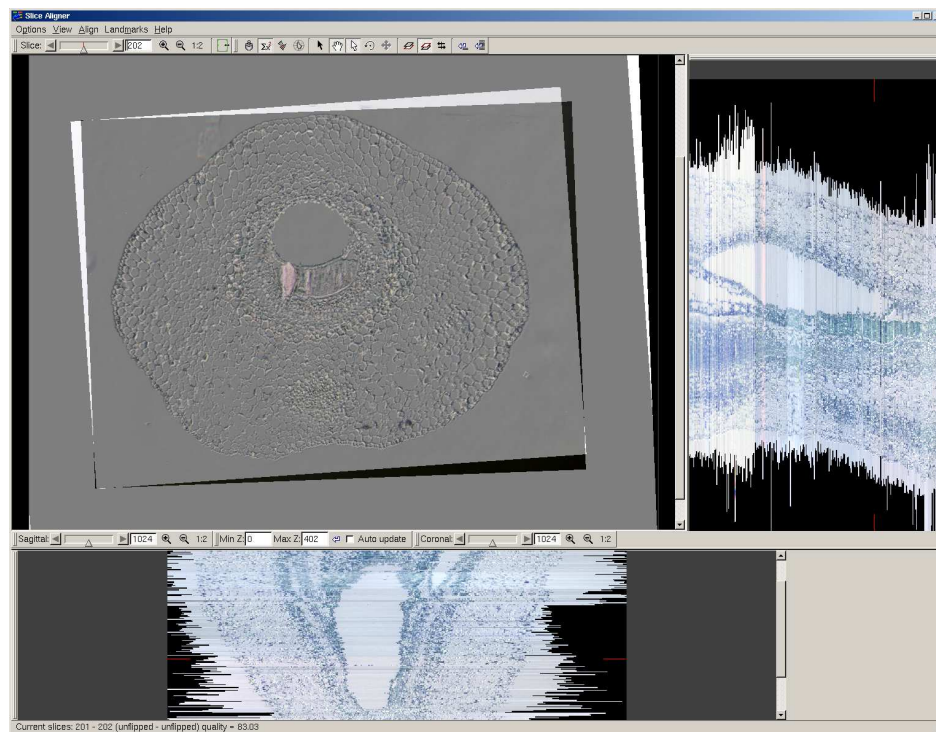 Slice Aligner
Options View Align Landmarks Help
Slice: 202 1:2
Sagittal: 1024 1:2 Min Z: 0 Max Z: 402 Auto update Coronal: 1024 1:2
Current slices: 201 - 202 (unflipped - unflipped) quality = 83.03